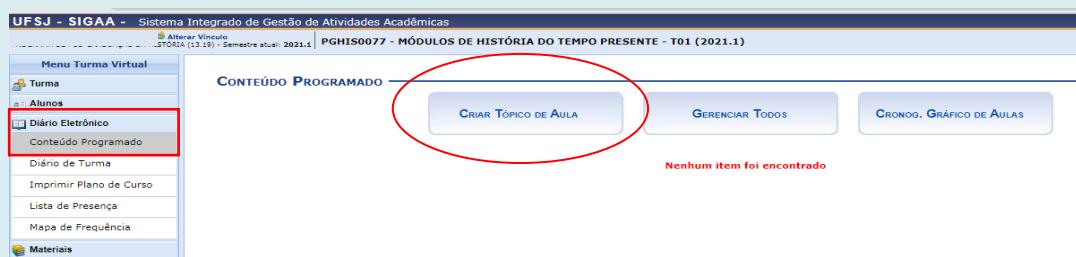 UFSJ - SIGAA - Sistema Integrado de Gestão de Atividades Acadêmicas
Alterar Vínculo
(13.19) - Semestre atual: 2021.1
PGHIS0077 - MÓDULOS DE HISTÓRIA DO TEMPO PRESENTE - T01 (2021.1)
Menu Turma Virtual
Turma
Alunos
Diário Eletrônico
Conteúdo Programado
Diário de Turma
Imprimir Plano de Curso
Lista de Presença
Mapa de Frequência
Materiais
CONTEÚDO PROGRAMADO
CRIAR TÓPICO DE AULA
GERENCIAR TODOS
CRONOG. GRÁFICO DE AULAS
Nenhum item foi encontrado